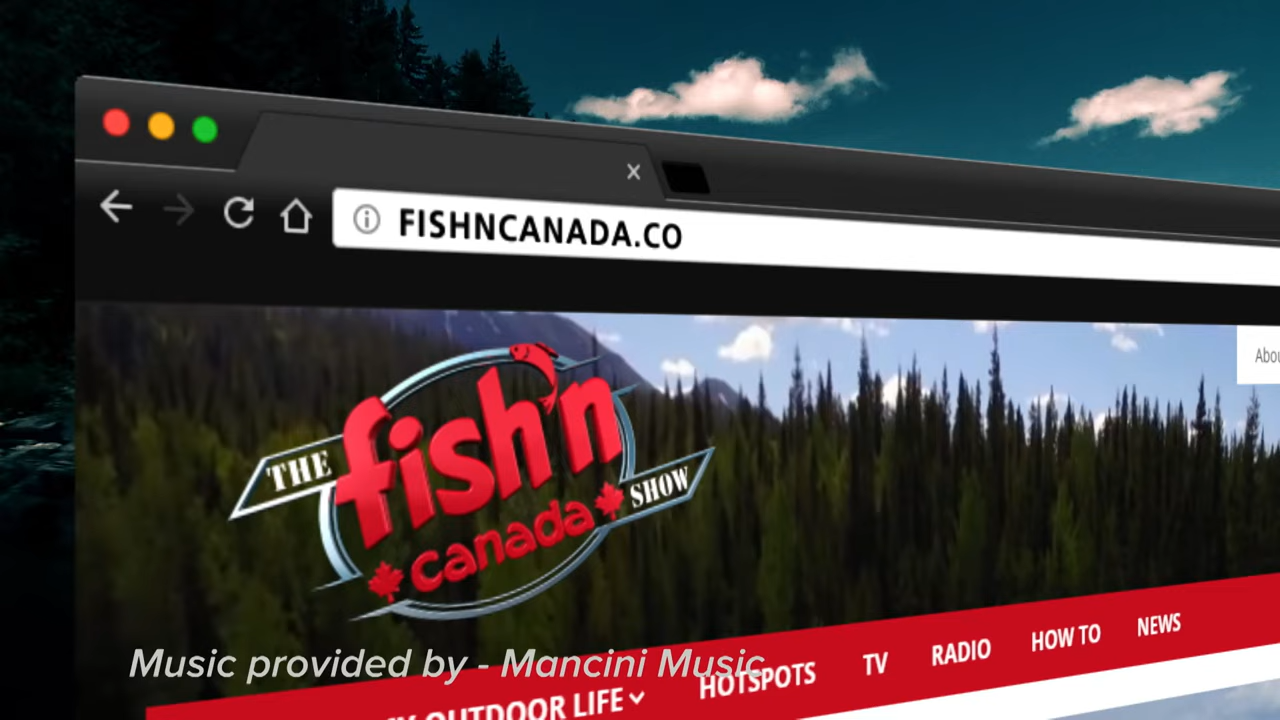 FISHNCANADA.CO
THE fish'n canada SHOW
Music provided by - Mancini Music
OUTDOOR LIFE
HOTSPOTS
TV
RADIO
HOW TO
NEWS